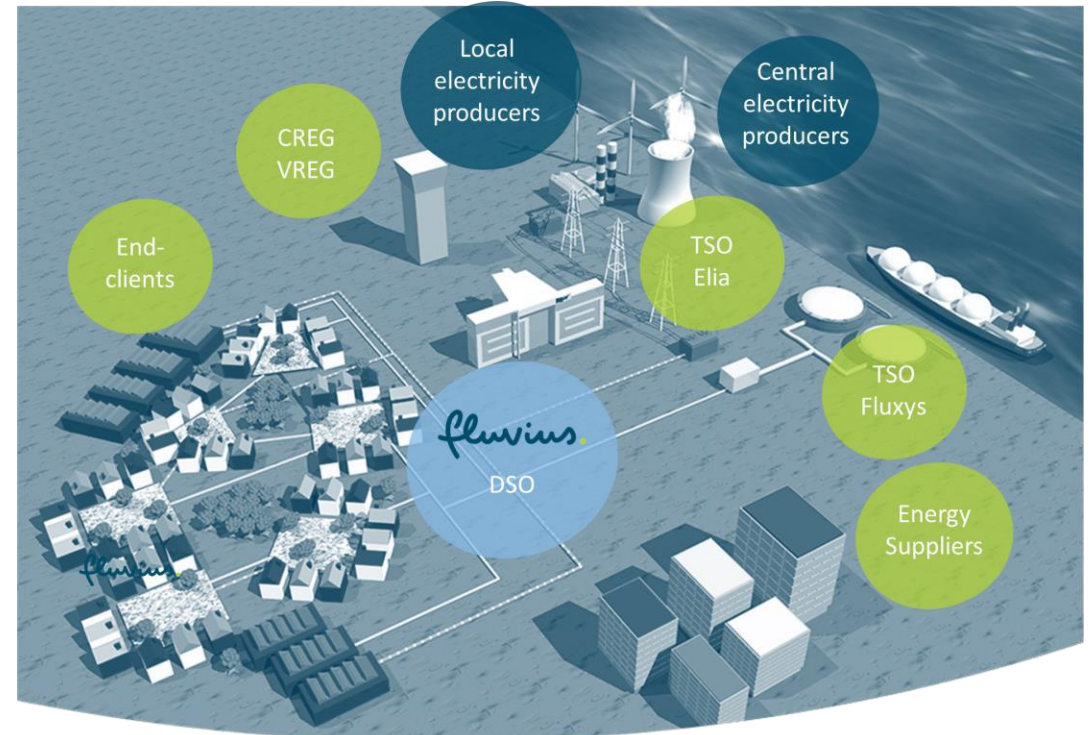 Local
electricity
producers
Central
electricity
producers
CREG
VREG
End-
clients
TSO
Elia
TSO
Fluxys
fluvius.
DSO
Energy
Suppliers
fluvius.